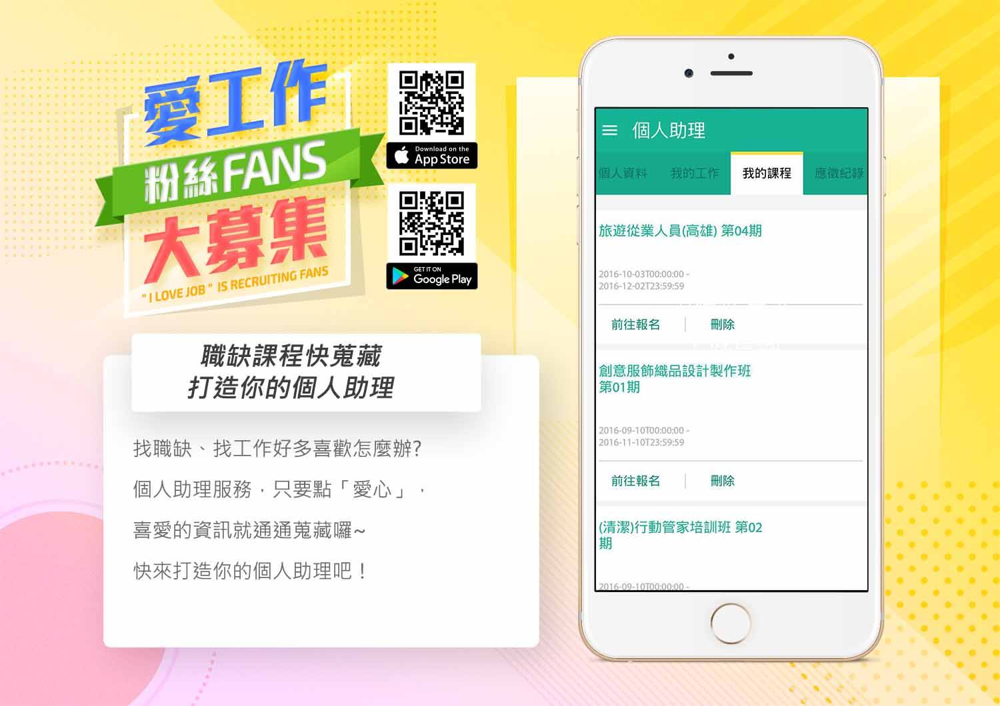 愛工作
粉絲FANS
大募集
" I LOVE JOB " IS RECRUITING FANS
Download on the
App Store
GET IT ON
Google Play
職缺課程快蒐藏
打造你的個人助理
找職缺、找工作好多喜歡怎麼辦?
個人助理服務，只要點「愛心」，
喜愛的資訊就通通蒐藏囉~
快來打造你的個人助理吧！
個人助理
個人資料 我的工作 我的課程 應徵紀錄
旅遊從業人員(高雄) 第04期
2016-10-03T00:00:00 -
2016-12-02T23:59:59
前往報名 刪除
創意服飾織品設計製作班
第01期
2016-09-10T00:00:00 -
2016-11-10T23:59:59
前往報名 刪除
(清潔)行動管家培訓班 第02
期
2016-09-10T00:00:00 -